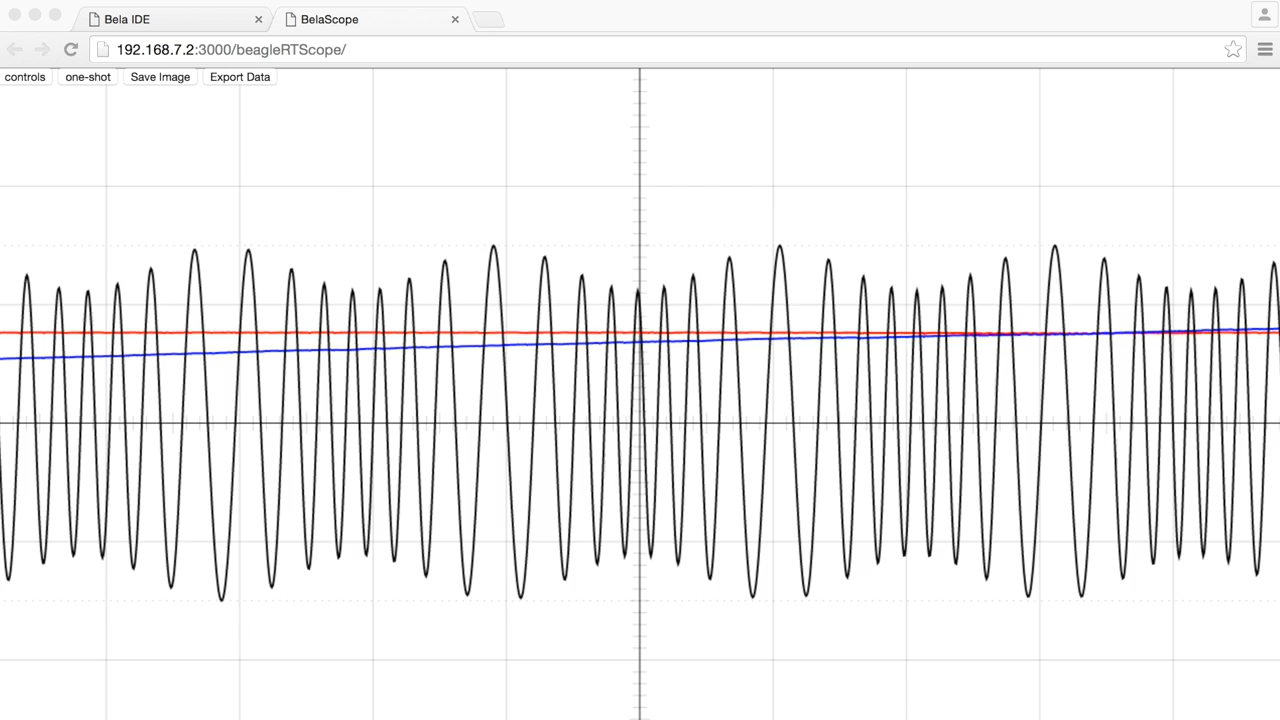 Bela IDE
BelaScope
192.168.7.2:3000/beagleRTScope/
controls one-shot Save Image Export Data